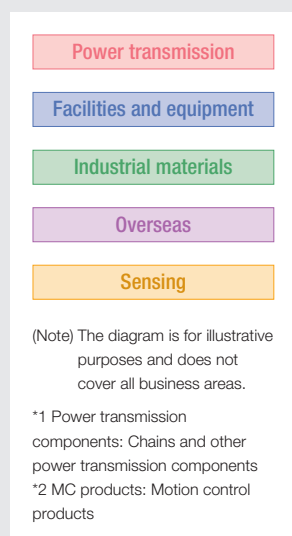 Power transmission
Facilities and equipment
Industrial materials
Overseas
Sensing
(Note) The diagram is for illustrative
purposes and does not
cover all business areas.
*1 Power transmission
components: Chains and other
power transmission components
*2 MC products: Motion control
products